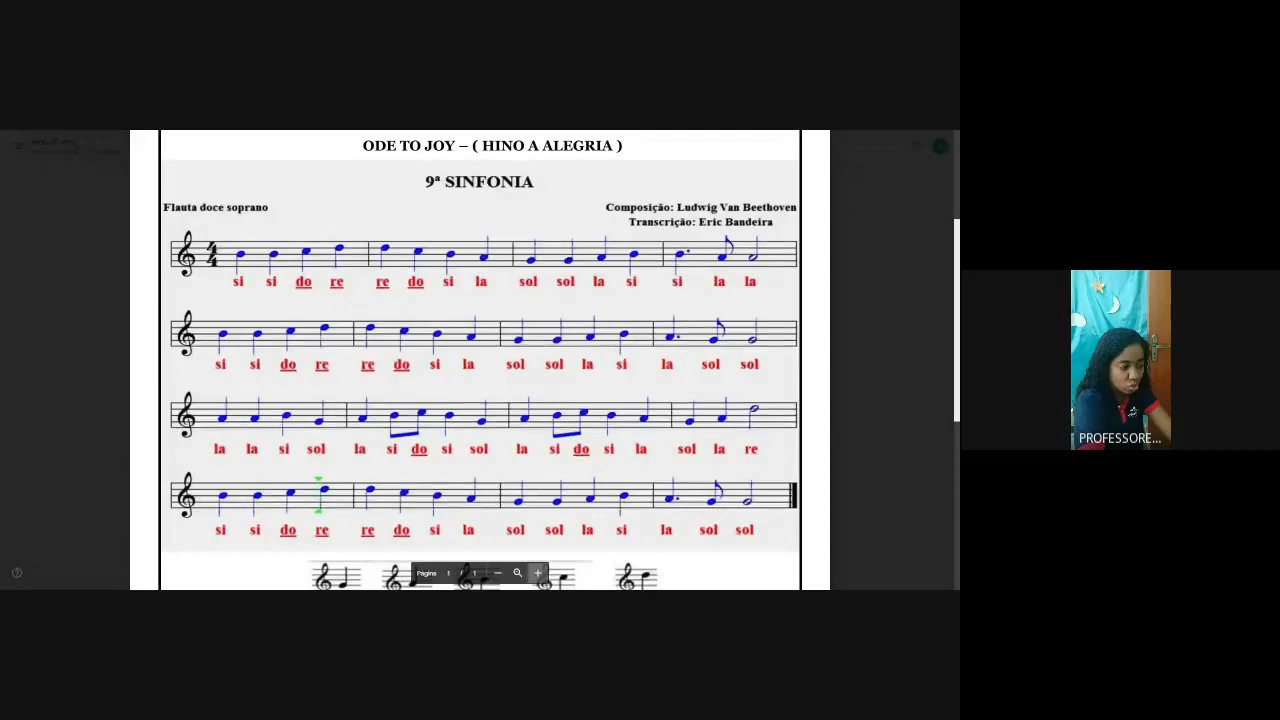 ODE TO JOY – ( HINO A ALEGRIA )
9ª SINFONIA
Flauta doce soprano
Composição: Ludwig Van Beethoven
Transcrição: Eric Bandeira
si si do re re do si la sol sol la si si la la
si si do re re do si la sol sol la si la sol sol
la la si sol la si do si sol la si do si la sol la re
si si do re re do si la sol sol la si la sol sol
Página 1 / 1
PROFESSORE...